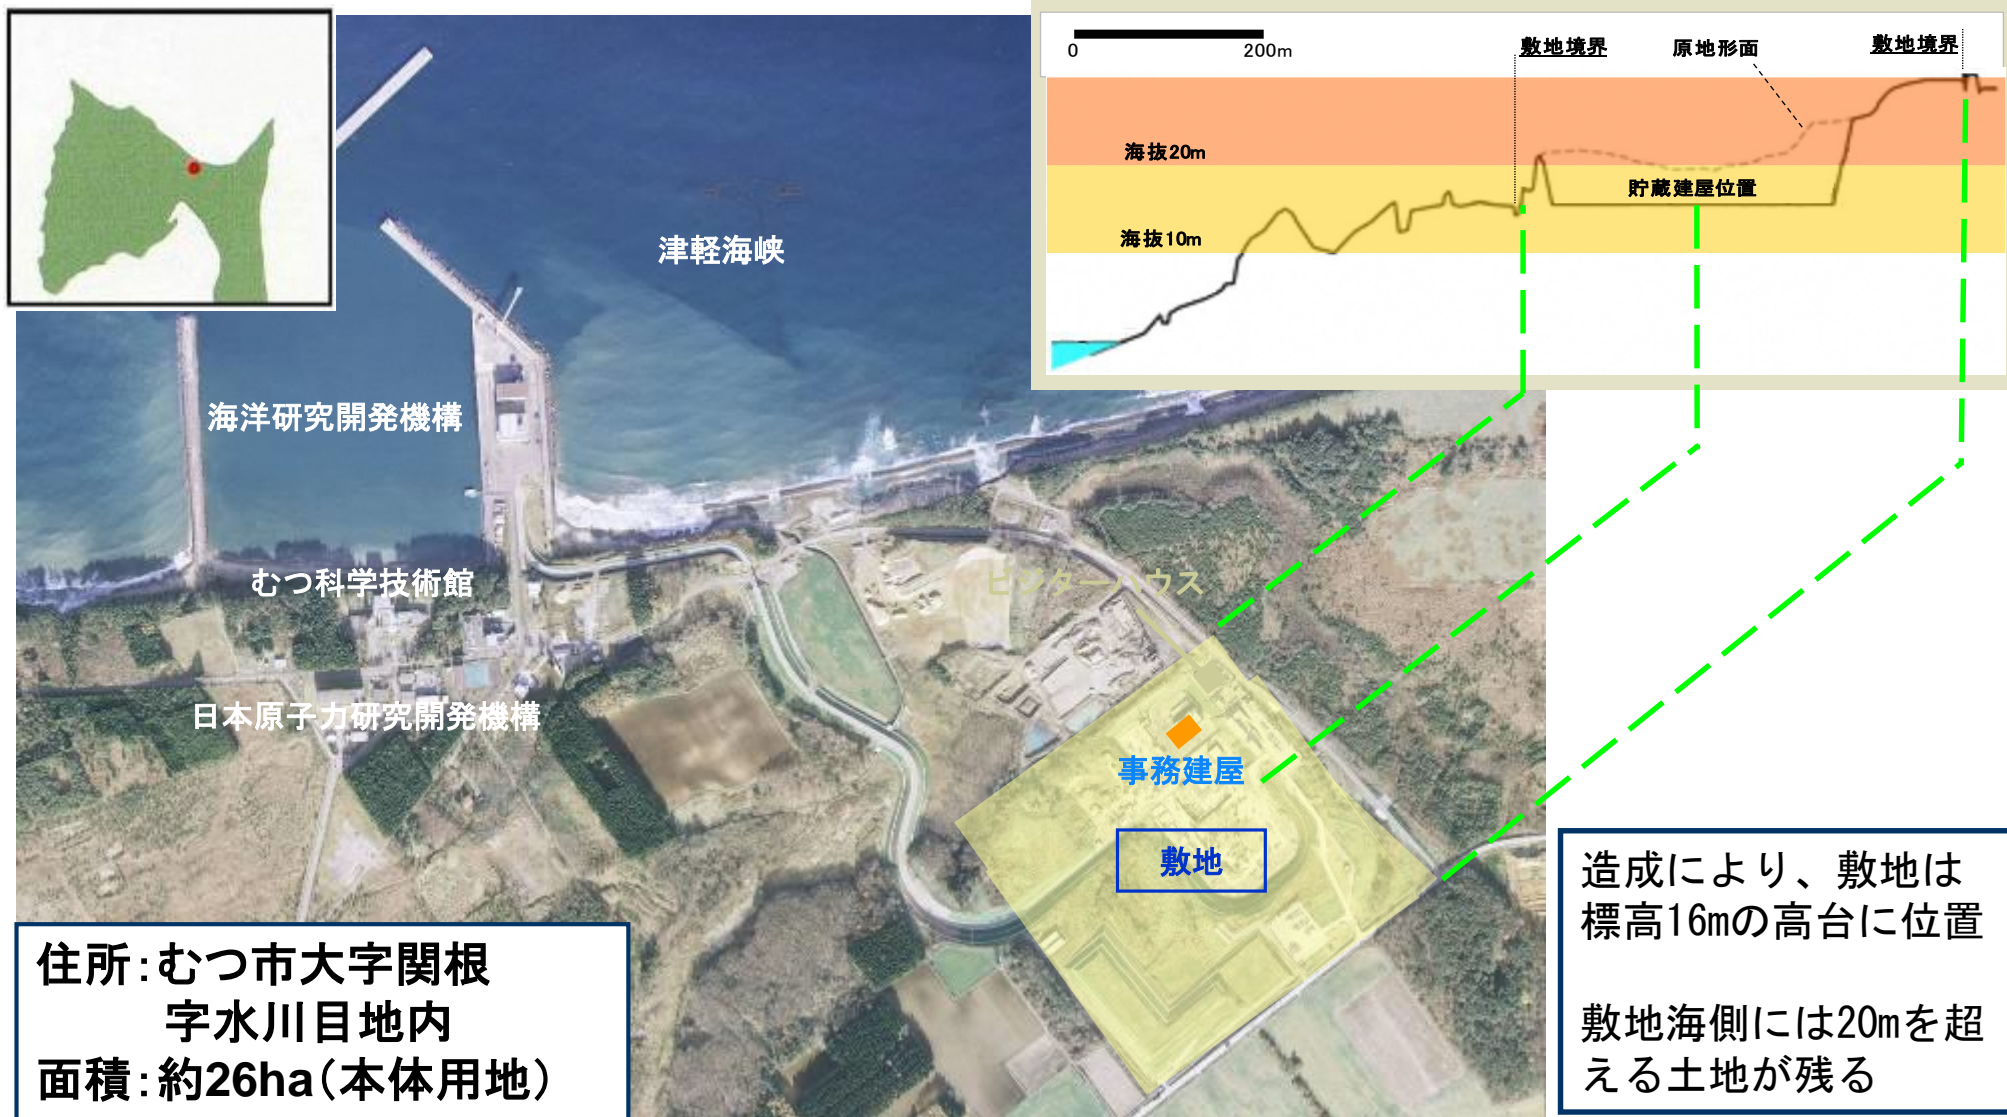 0
200m
敷地境界
原地形面
敷地境界
海抜20m
貯蔵建屋位置
海抜10m
津軽海峡
海洋研究開発機構
むつ科学技術館
ビジターハウス
日本原子力研究開発機構
事務建屋
敷地
住所：むつ市大字関根
字水川目地内
面積：約26ha（本体用地）
造成により、敷地は
標高16mの高台に位置
敷地海側には20mを超
える土地が残る